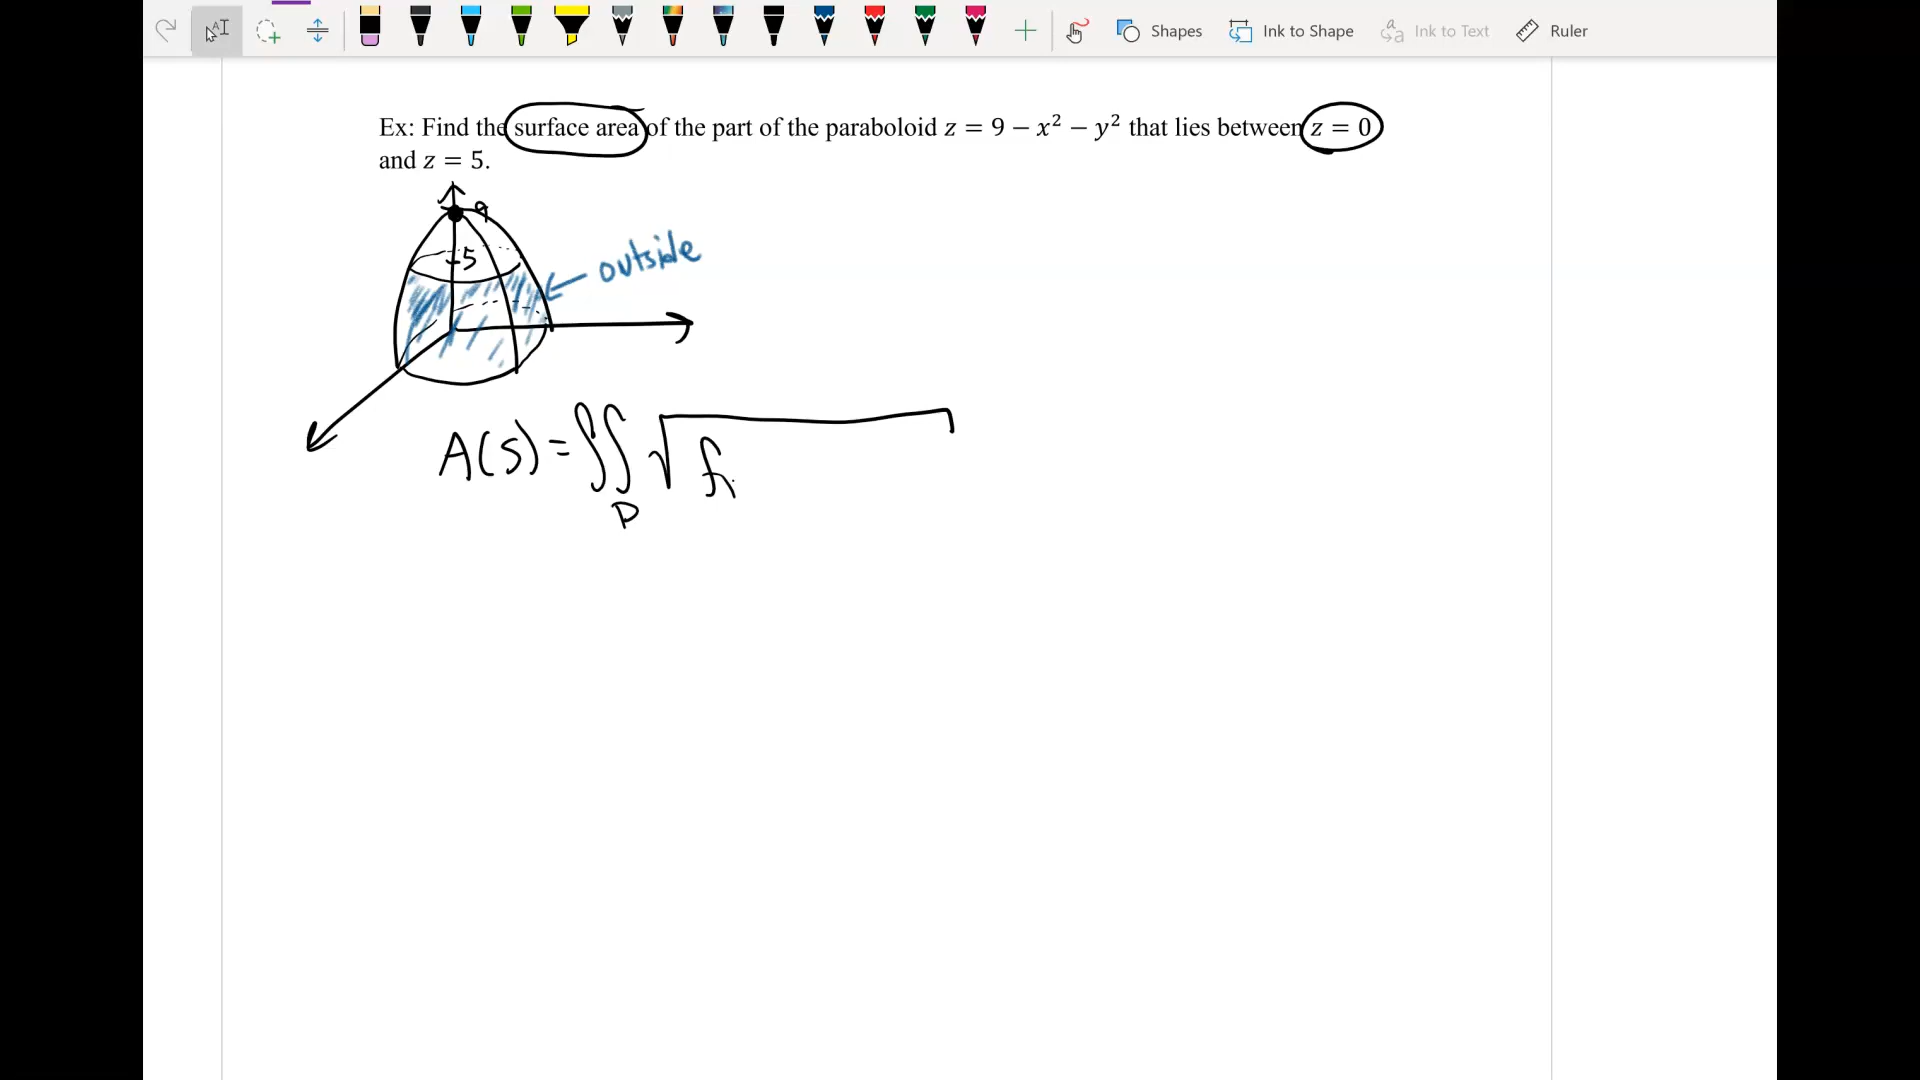 Shapes Ink to Shape Ink to Text Ruler
Ex: Find the surface area of the part of the paraboloid z = 9 − x² − y² that lies between z = 0
and z = 5.
9
5
outside
A(S) = ∬ √ f
D